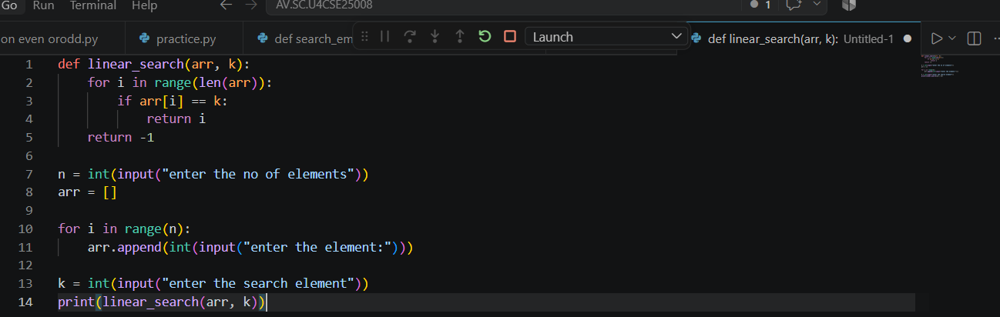 Go Run Terminal Help AV.SC.U4CSE25008 1
on even orodd.py practice.py def search_em Launch def linear_search(arr, k): Untitled-1
1 def linear_search(arr, k):
2 for i in range(len(arr)):
3 if arr[i] == k:
4 return i
5 return -1
6
7 n = int(input("enter the no of elements"))
8 arr = []
9
10 for i in range(n):
11 arr.append(int(input("enter the element:")))
12
13 k = int(input("enter the search element"))
14 print(linear_search(arr, k))